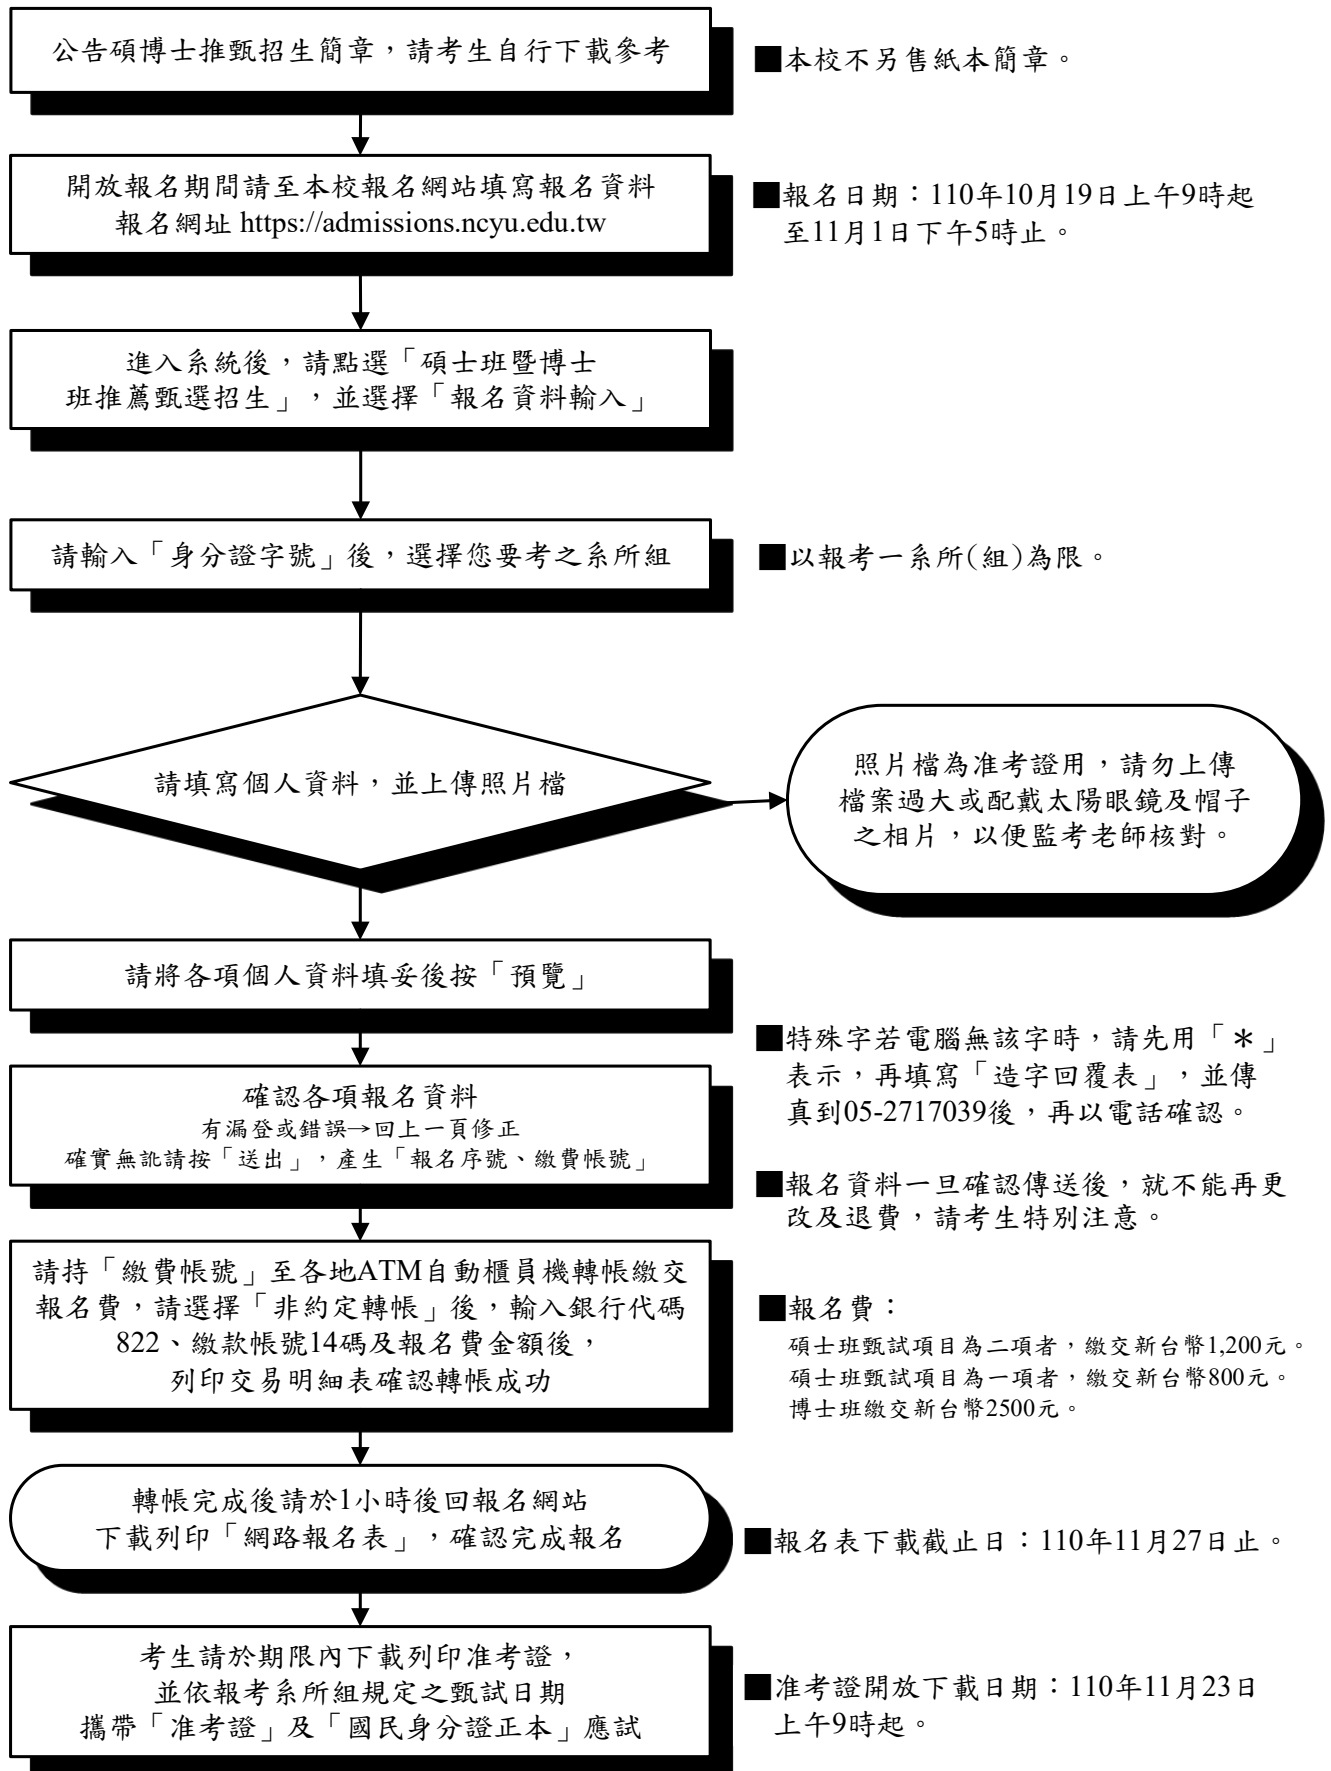 公告碩博士推甄招生簡章，請考生自行下載參考
■本校不另售紙本簡章。
開放報名期間請至本校報名網站填寫報名資料
報名網址 https://admissions.ncyu.edu.tw
■報名日期：110年10月19日上午9時起
至11月1日下午5時止。
進入系統後，請點選「碩士班暨博士
班推薦甄選招生」，並選擇「報名資料輸入」
請輸入「身分證字號」後，選擇您要考之系所組
■以報考一系所(組)為限。
請填寫個人資料，並上傳照片檔
照片檔為准考證用，請勿上傳
檔案過大或配戴太陽眼鏡及帽子
之相片，以便監考老師核對。
請將各項個人資料填妥後按「預覽」
■特殊字若電腦無該字時，請先用「＊」
表示，再填寫「造字回覆表」，並傳
真到05-2717039後，再以電話確認。
確認各項報名資料
有漏登或錯誤→回上一頁修正
確實無訛請按「送出」，產生「報名序號、繳費帳號」
■報名資料一旦確認傳送後，就不能再更
改及退費，請考生特別注意。
請持「繳費帳號」至各地ATM自動櫃員機轉帳繳交
報名費，請選擇「非約定轉帳」後，輸入銀行代碼
822、繳款帳號14碼及報名費金額後，
列印交易明細表確認轉帳成功
■報名費：
碩士班甄試項目為二項者，繳交新台幣1,200元。
碩士班甄試項目為一項者，繳交新台幣800元。
博士班繳交新台幣2500元。
轉帳完成後請於1小時後回報名網站
下載列印「網路報名表」，確認完成報名
■報名表下載截止日：110年11月27日止。
考生請於期限內下載列印准考證，
並依報考系所組規定之甄試日期
攜帶「准考證」及「國民身分證正本」應試
■准考證開放下載日期：110年11月23日
上午9時起。